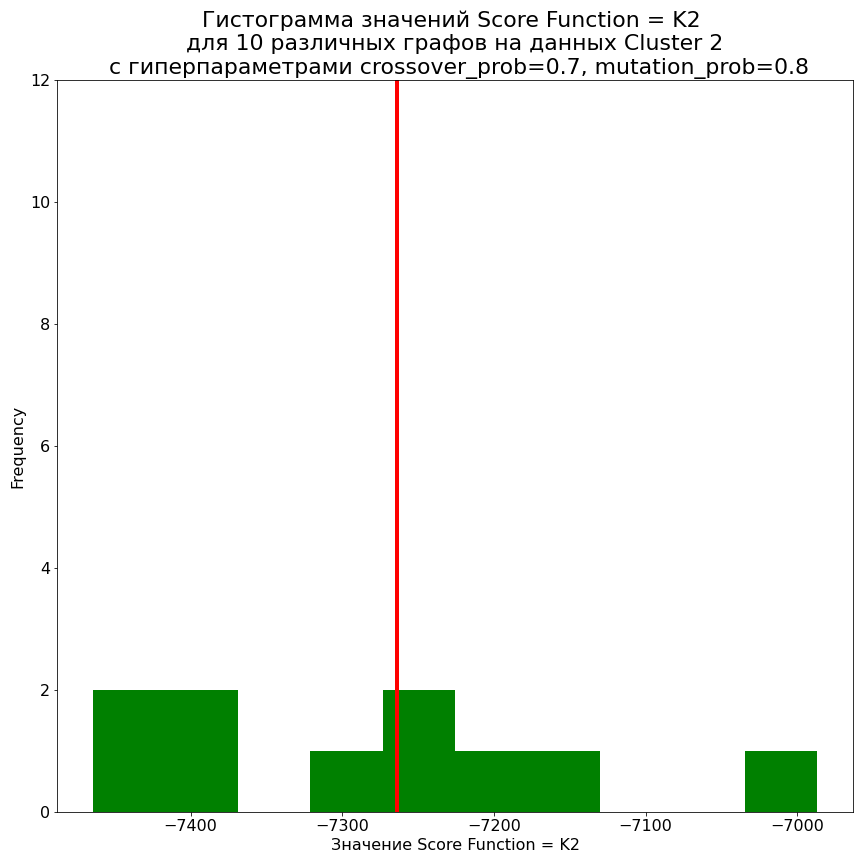 Гистограмма значений Score Function = K2
для 10 различных графов на данных Cluster 2
с гиперпараметрами crossover_prob=0.7, mutation_prob=0.8
12
10
8
6
4
2
0
Frequency
−7400
−7300
−7200
−7100
−7000
Значение Score Function = K2